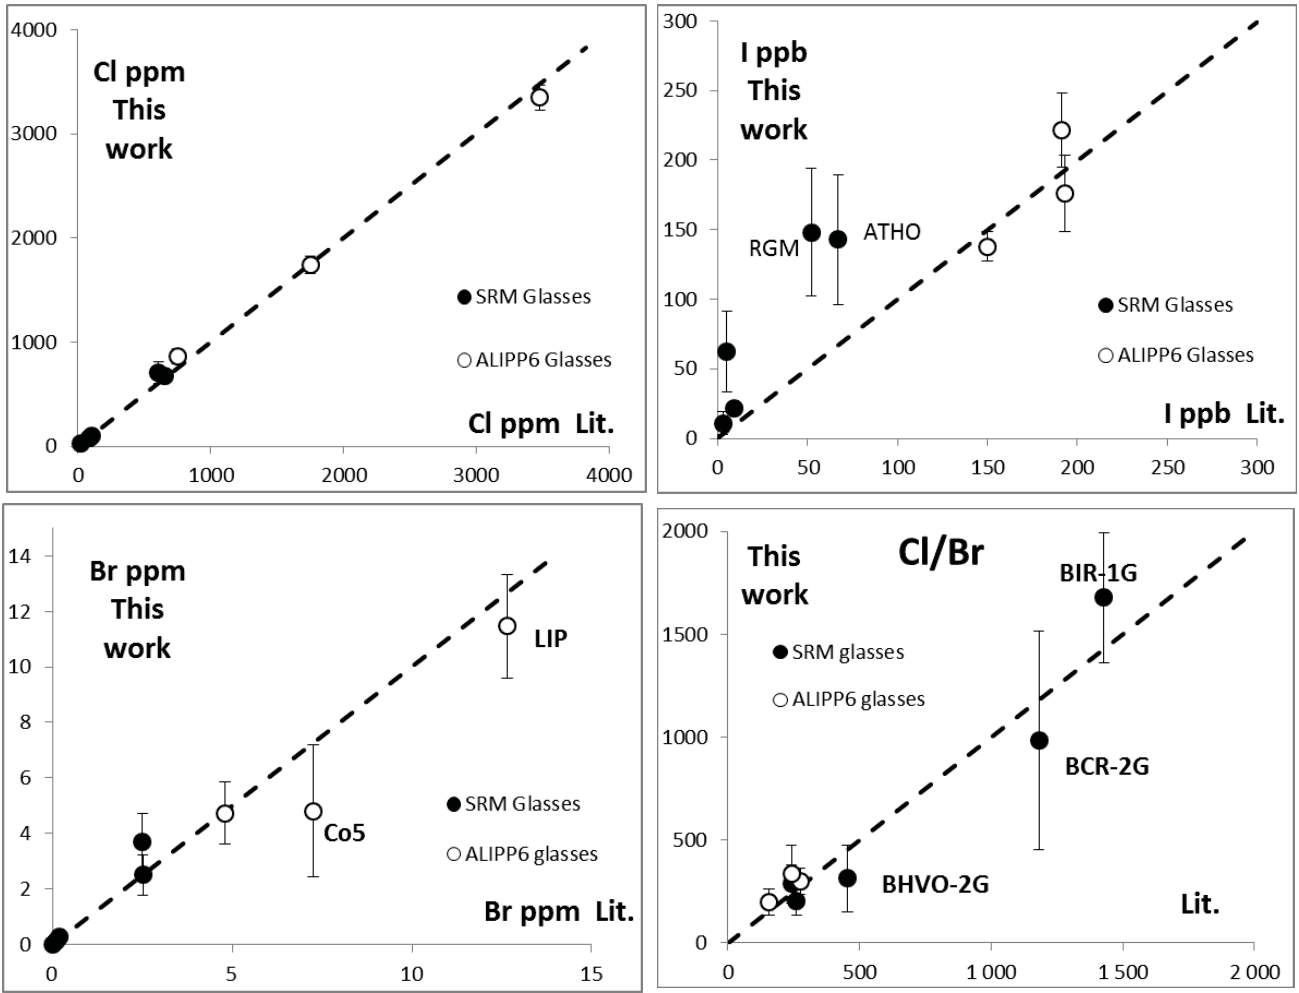 4000
3000
2000
1000
0
Cl ppm
This
work
SRM Glasses
ALIPP6 Glasses
Cl ppm Lit.
0 1000 2000 3000 4000
300
250
200
150
100
50
0
I ppb
This
work
RGM
ATHO
SRM Glasses
ALIPP6 Glasses
I ppb Lit.
0 50 100 150 200 250 300
14
12
10
8
6
4
2
0
Br ppm
This
work
LIP
Co5
SRM Glasses
ALIPP6 glasses
Br ppm Lit.
0 5 10 15
2000
1500
1000
500
0
This
work
Cl/Br
BIR-1G
SRM glasses
ALIPP6 glasses
BCR-2G
BHVO-2G
Lit.
0 500 1 000 1 500 2 000